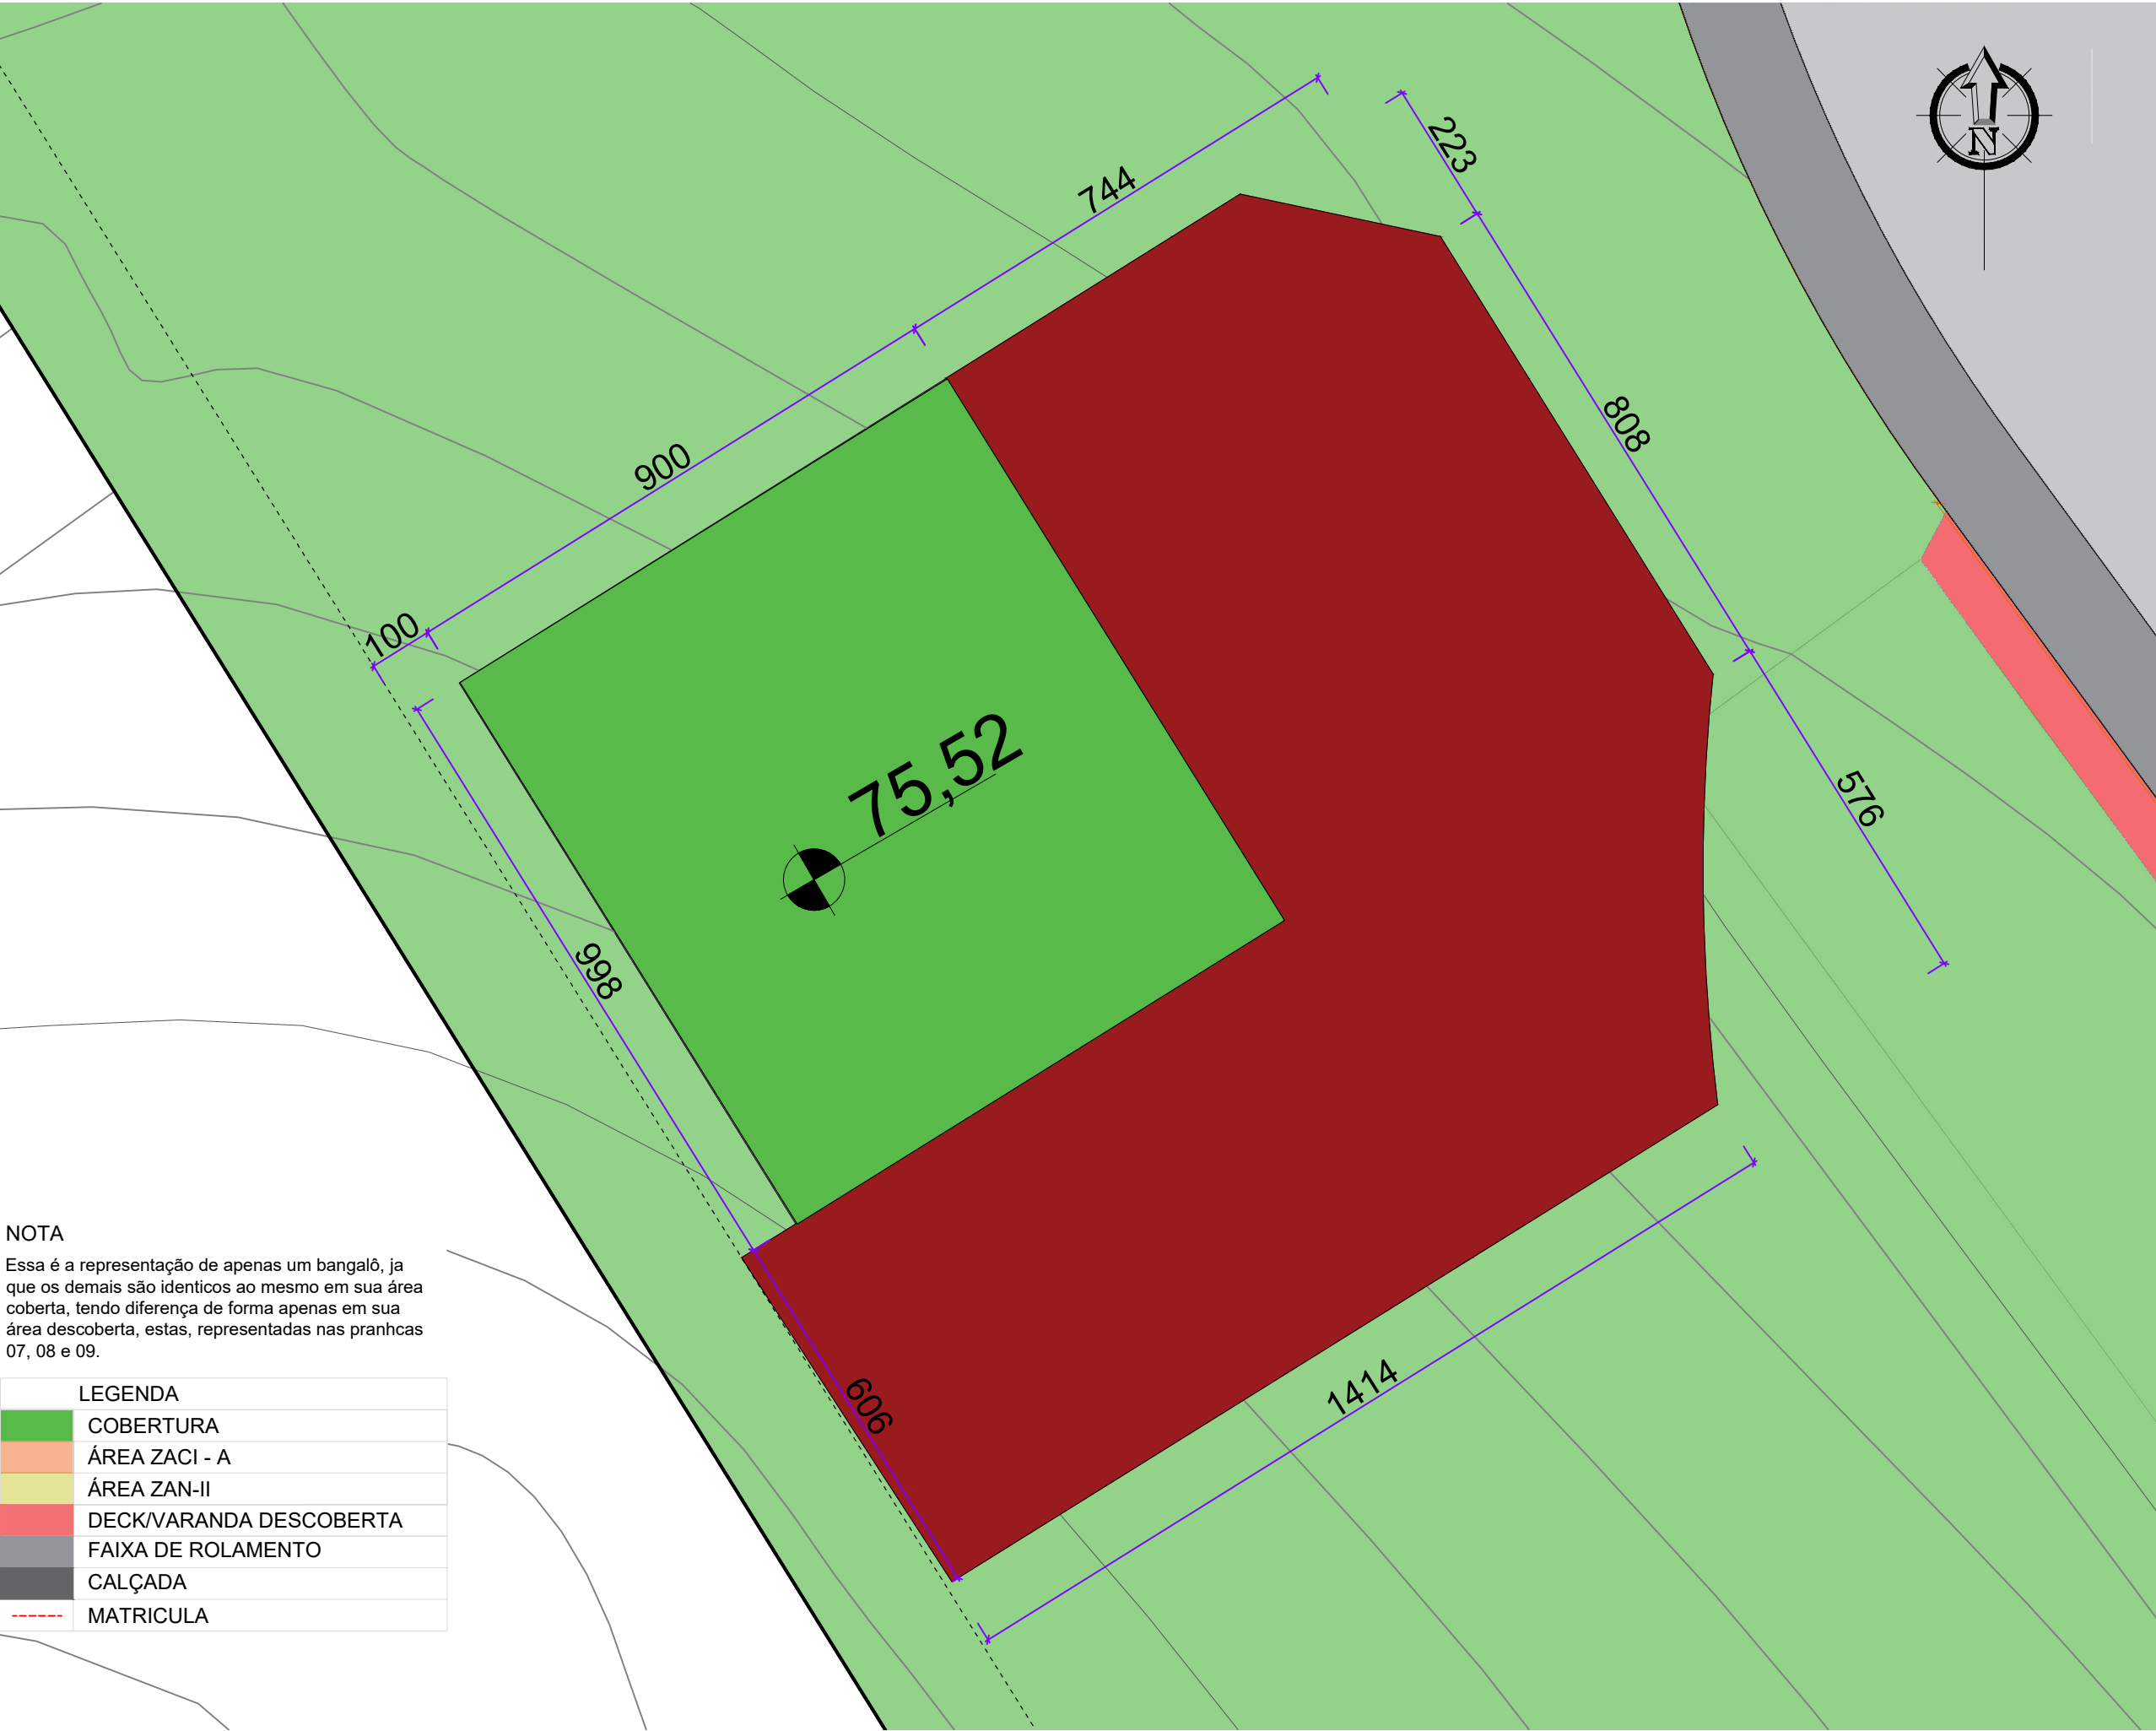 N
223
744
808
900
100
75,52
576
998
606
1414
NOTA
Essa é a representação de apenas um bangalô, ja
que os demais são identicos ao mesmo em sua área
coberta, tendo diferença de forma apenas em sua
área descoberta, estas, representadas nas pranhcas
07, 08 e 09.
LEGENDA
COBERTURA
ÁREA ZACI - A
ÁREA ZAN-II
DECK/VARANDA DESCOBERTA
FAIXA DE ROLAMENTO
CALÇADA
MATRICULA